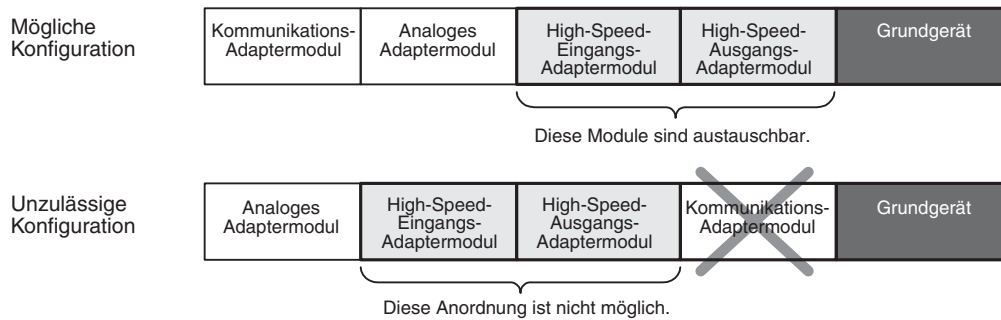 Mögliche
Konfiguration
Kommunikations-
Adaptermodul
Analoges
Adaptermodul
High-Speed-
Eingangs-
Adaptermodul
High-Speed-
Ausgangs-
Adaptermodul
Grundgerät
Diese Module sind austauschbar.
Unzulässige
Konfiguration
Analoges
Adaptermodul
High-Speed-
Eingangs-
Adaptermodul
High-Speed-
Ausgangs-
Adaptermodul
Kommunikations-
Adaptermodul
Grundgerät
Diese Anordnung ist nicht möglich.